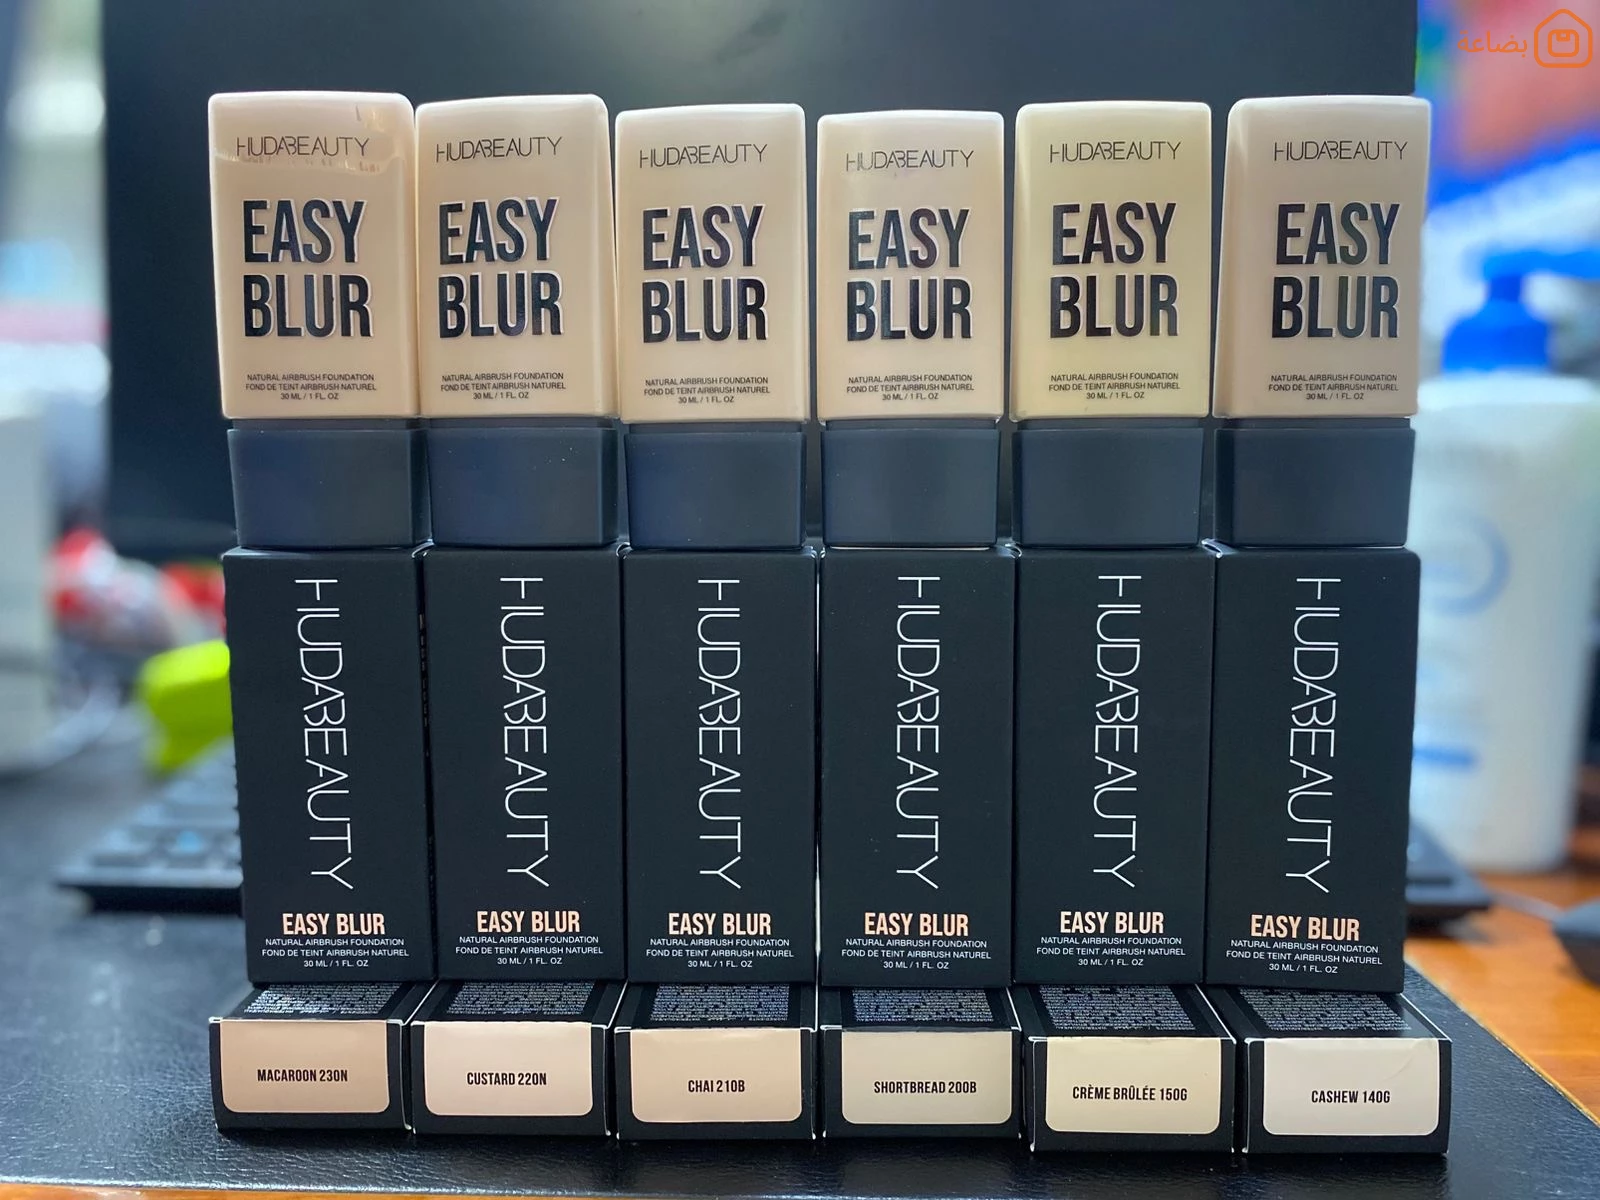 بضاعة
HUDABEAUTY
EASY
BLUR
NATURAL AIRBRUSH FOUNDATION
FOND DE TEINT AIRBRUSH NATUREL
30 ML / 1 FL. OZ
HUDABEAUTY
EASY
BLUR
NATURAL AIRBRUSH FOUNDATION
FOND DE TEINT AIRBRUSH NATUREL
30 ML / 1 FL. OZ
HUDABEAUTY
EASY
BLUR
NATURAL AIRBRUSH FOUNDATION
FOND DE TEINT AIRBRUSH NATUREL
30 ML / 1 FL. OZ
HUDABEAUTY
EASY
BLUR
NATURAL AIRBRUSH FOUNDATION
FOND DE TEINT AIRBRUSH NATUREL
30 ML / 1 FL. OZ
HUDABEAUTY
EASY
BLUR
NATURAL AIRBRUSH FOUNDATION
FOND DE TEINT AIRBRUSH NATUREL
30 ML / 1 FL. OZ
HUDABEAUTY
EASY
BLUR
NATURAL AIRBRUSH FOUNDATION
FOND DE TEINT AIRBRUSH NATUREL
30 ML / 1 FL. OZ
HUDABEAUTY
EASY BLUR
NATURAL AIRBRUSH FOUNDATION
FOND DE TEINT AIRBRUSH NATUREL
30 ML / 1 FL. OZ
HUDABEAUTY
EASY BLUR
NATURAL AIRBRUSH FOUNDATION
FOND DE TEINT AIRBRUSH NATUREL
30 ML / 1 FL. OZ
HUDABEAUTY
EASY BLUR
NATURAL AIRBRUSH FOUNDATION
FOND DE TEINT AIRBRUSH NATUREL
30 ML / 1 FL. OZ
HUDABEAUTY
EASY BLUR
NATURAL AIRBRUSH FOUNDATION
FOND DE TEINT AIRBRUSH NATUREL
30 ML / 1 FL. OZ
HUDABEAUTY
EASY BLUR
NATURAL AIRBRUSH FOUNDATION
FOND DE TEINT AIRBRUSH NATUREL
30 ML / 1 FL. OZ
HUDABEAUTY
EASY BLUR
NATURAL AIRBRUSH FOUNDATION
FOND DE TEINT AIRBRUSH NATUREL
30 ML / 1 FL. OZ
MACAROON 230N
CUSTARD 220N
CHAI 210B
SHORTBREAD 200B
CRÈME BRÛLÉE 150G
CASHEW 140G